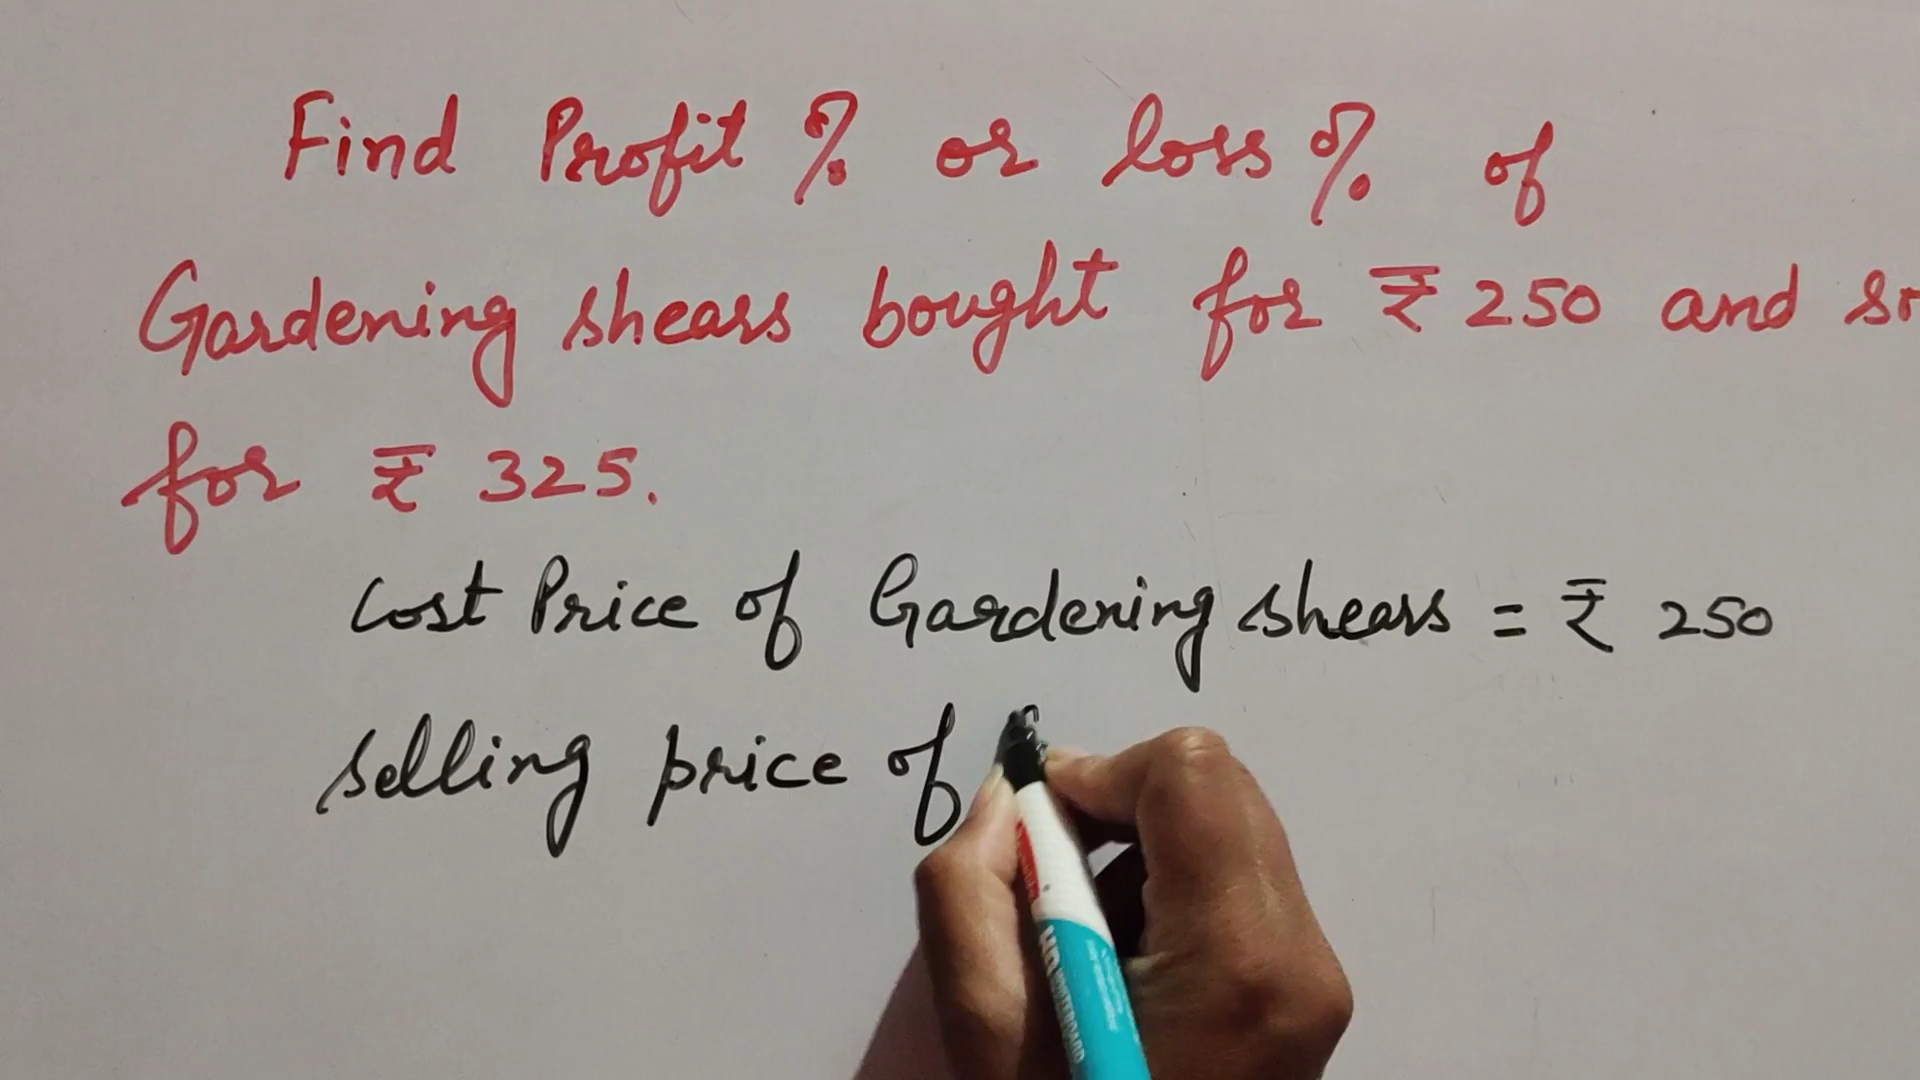 Find Profit % or loss % of
Gardening shears bought for ₹ 250 and
for ₹ 325.
Cost Price of Gardening shears = ₹ 250
Selling price of